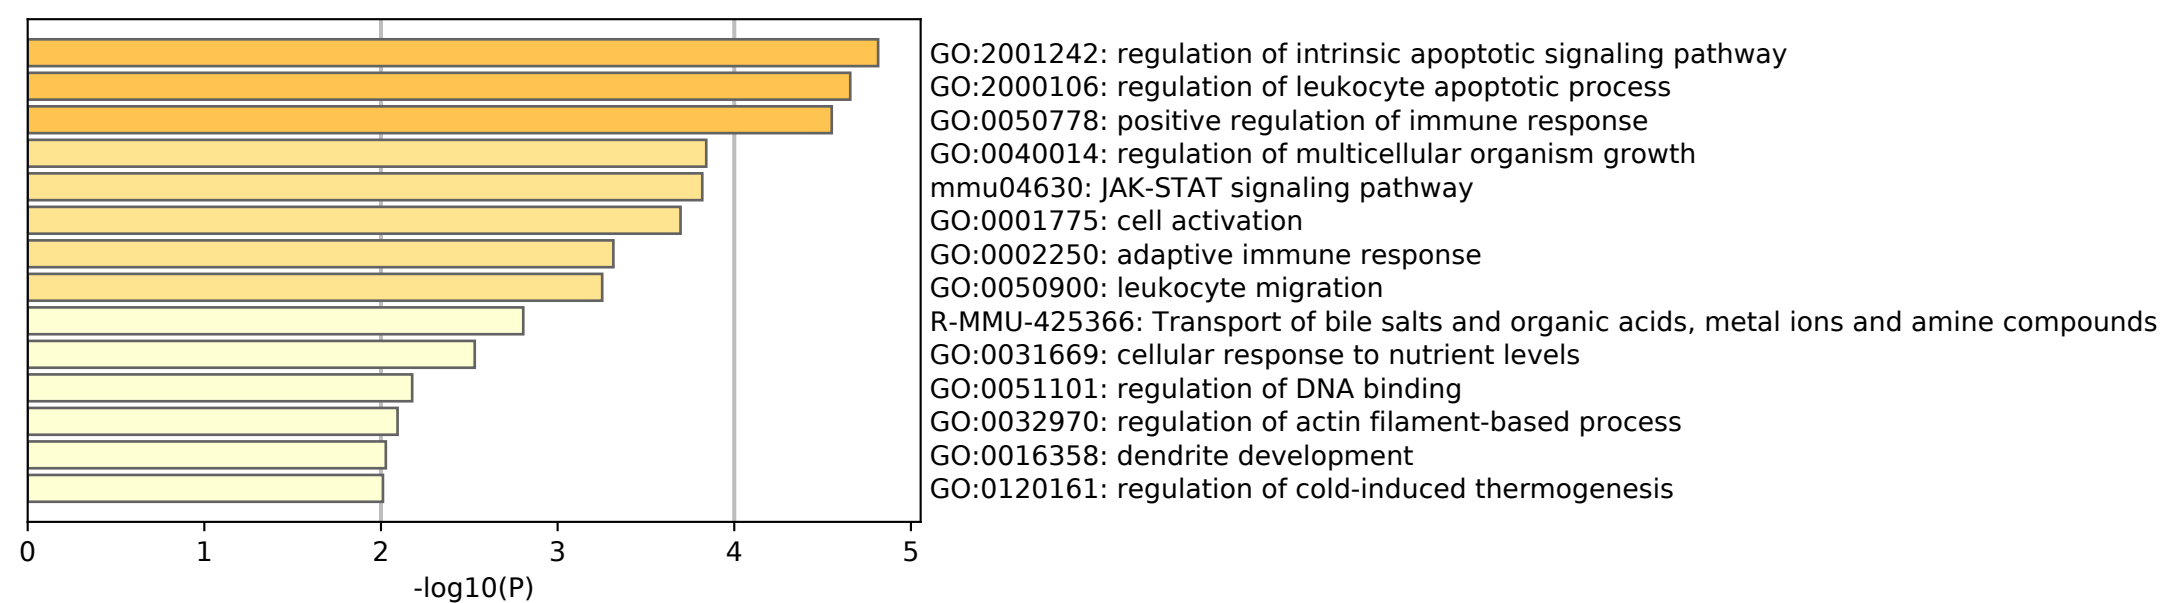 GO:2001242: regulation of intrinsic apoptotic signaling pathway
GO:2000106: regulation of leukocyte apoptotic process
GO:0050778: positive regulation of immune response
GO:0040014: regulation of multicellular organism growth
mmu04630: JAK-STAT signaling pathway
GO:0001775: cell activation
GO:0002250: adaptive immune response
GO:0050900: leukocyte migration
R-MMU-425366: Transport of bile salts and organic acids, metal ions and amine compounds
GO:0031669: cellular response to nutrient levels
GO:0051101: regulation of DNA binding
GO:0032970: regulation of actin filament-based process
GO:0016358: dendrite development
GO:0120161: regulation of cold-induced thermogenesis
0 1 2 3 4 5
-log10(P)